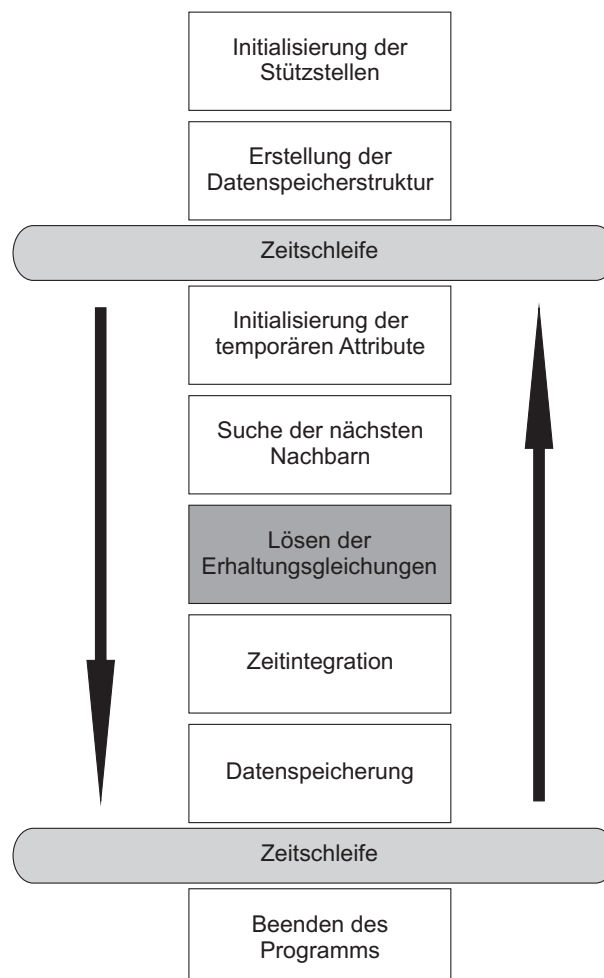 Initialisierung der
Stützstellen
Erstellung der
Datenspeicherstruktur
Zeitschleife
Initialisierung der
temporären Attribute
Suche der nächsten
Nachbarn
Lösen der
Erhaltungsgleichungen
Zeitintegration
Datenspeicherung
Zeitschleife
Beenden des
Programms